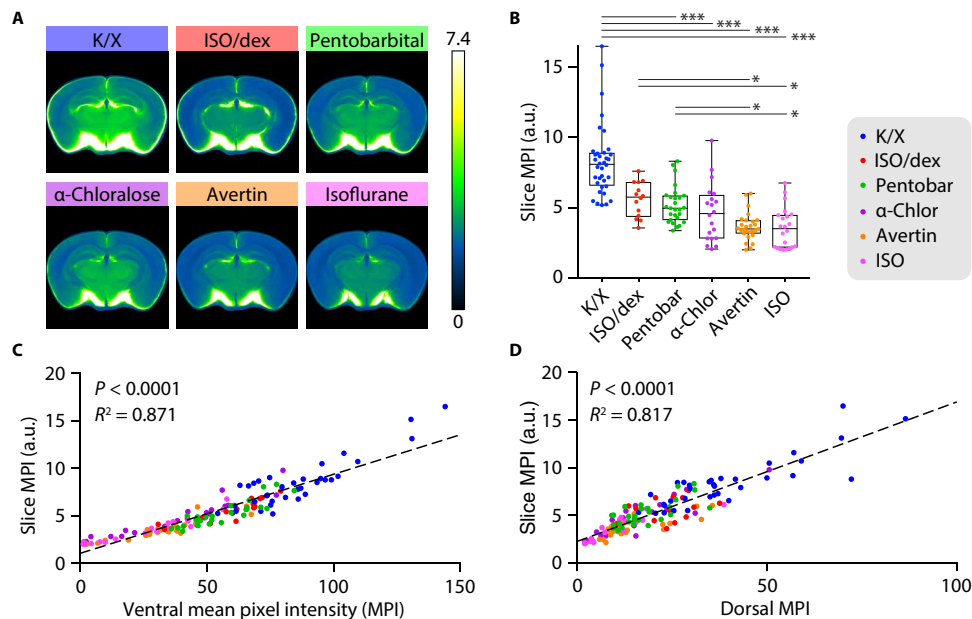 A
K/X
ISO/dex
Pentobarbital
7.4
α-Chloralose
Avertin
Isoflurane
0
B
***
***
***
***
*
*
*
*
Slice MPI (a.u.)
15
10
5
0
K/X
ISO/dex
Pentobar
α-Chlor
Avertin
ISO
K/X
ISO/dex
Pentobar
α-Chlor
Avertin
ISO
C
P < 0.0001
R² = 0.871
Slice MPI (a.u.)
20
15
10
5
0
0
50
100
150
Ventral mean pixel intensity (MPI)
D
P < 0.0001
R² = 0.817
Slice MPI (a.u.)
20
15
10
5
0
0
50
100
Dorsal MPI